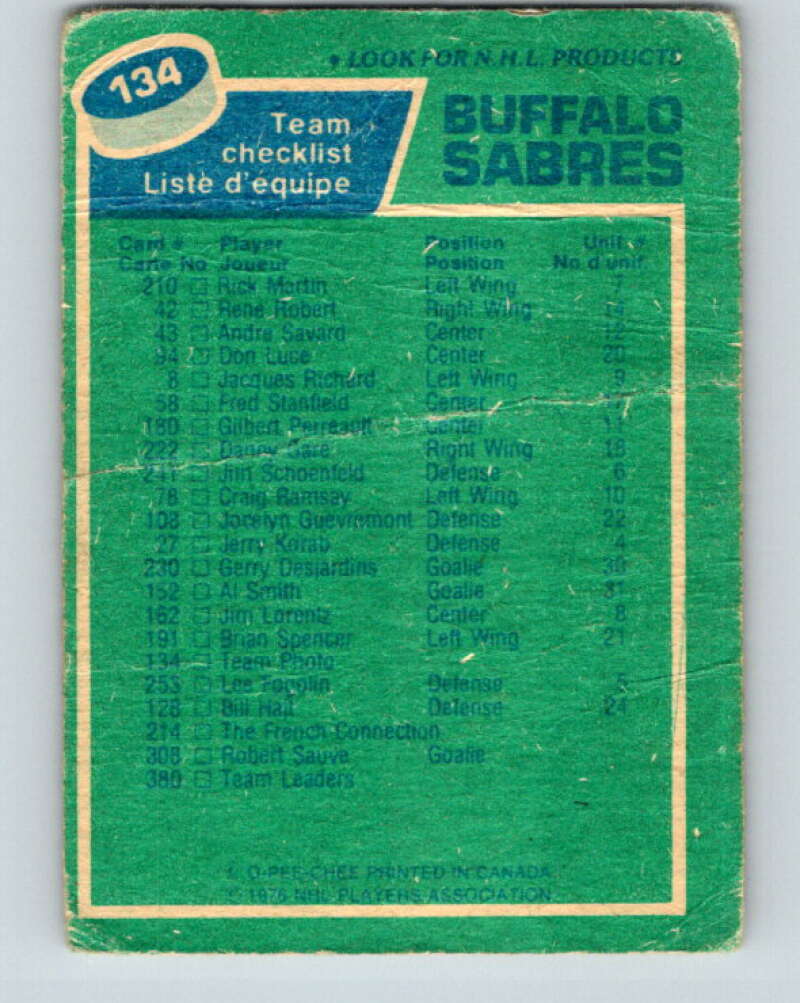 134
• LOOK FOR N.H.L. PRODUCTS
Team
checklist
Liste d'équipe
BUFFALO
SABRES
Card # Player Position Unif. #
Carte No Joueur Position No d'unif.
210 Rick Martin Left Wing 7
42 Rene Robert Right Wing 14
43 Andre Savard Center
94 Don Luce Center 20
8 Jacques Richard Left Wing 9
58 Fred Stanfield Center
180 Gilbert Perreault Center 11
222 Danny Gare Right Wing 18
241 Jim Schoenfeld Defense 6
78 Craig Ramsay Left Wing 10
108 Jocelyn Guevremont Defense 22
27 Jerry Korab Defense 4
230 Gerry Desjardins Goalie 30
152 Al Smith Goalie 31
162 Jim Lorentz Center 8
191 Brian Spencer Left Wing 21
134 Team Photo
253 Lee Fogolin Defense 5
128 Bill Hajt Defense 24
214 The French Connection
308 Robert Sauve Goalie
380 Team Leaders
© O-PEE-CHEE PRINTED IN CANADA
© 1976 NHL PLAYERS ASSOCIATION